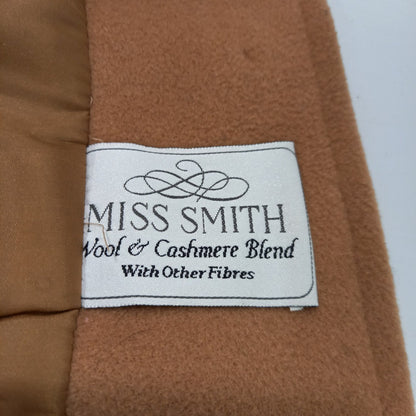 MISS SMITH
Wool & Cashmere Blend
With Other Fibres